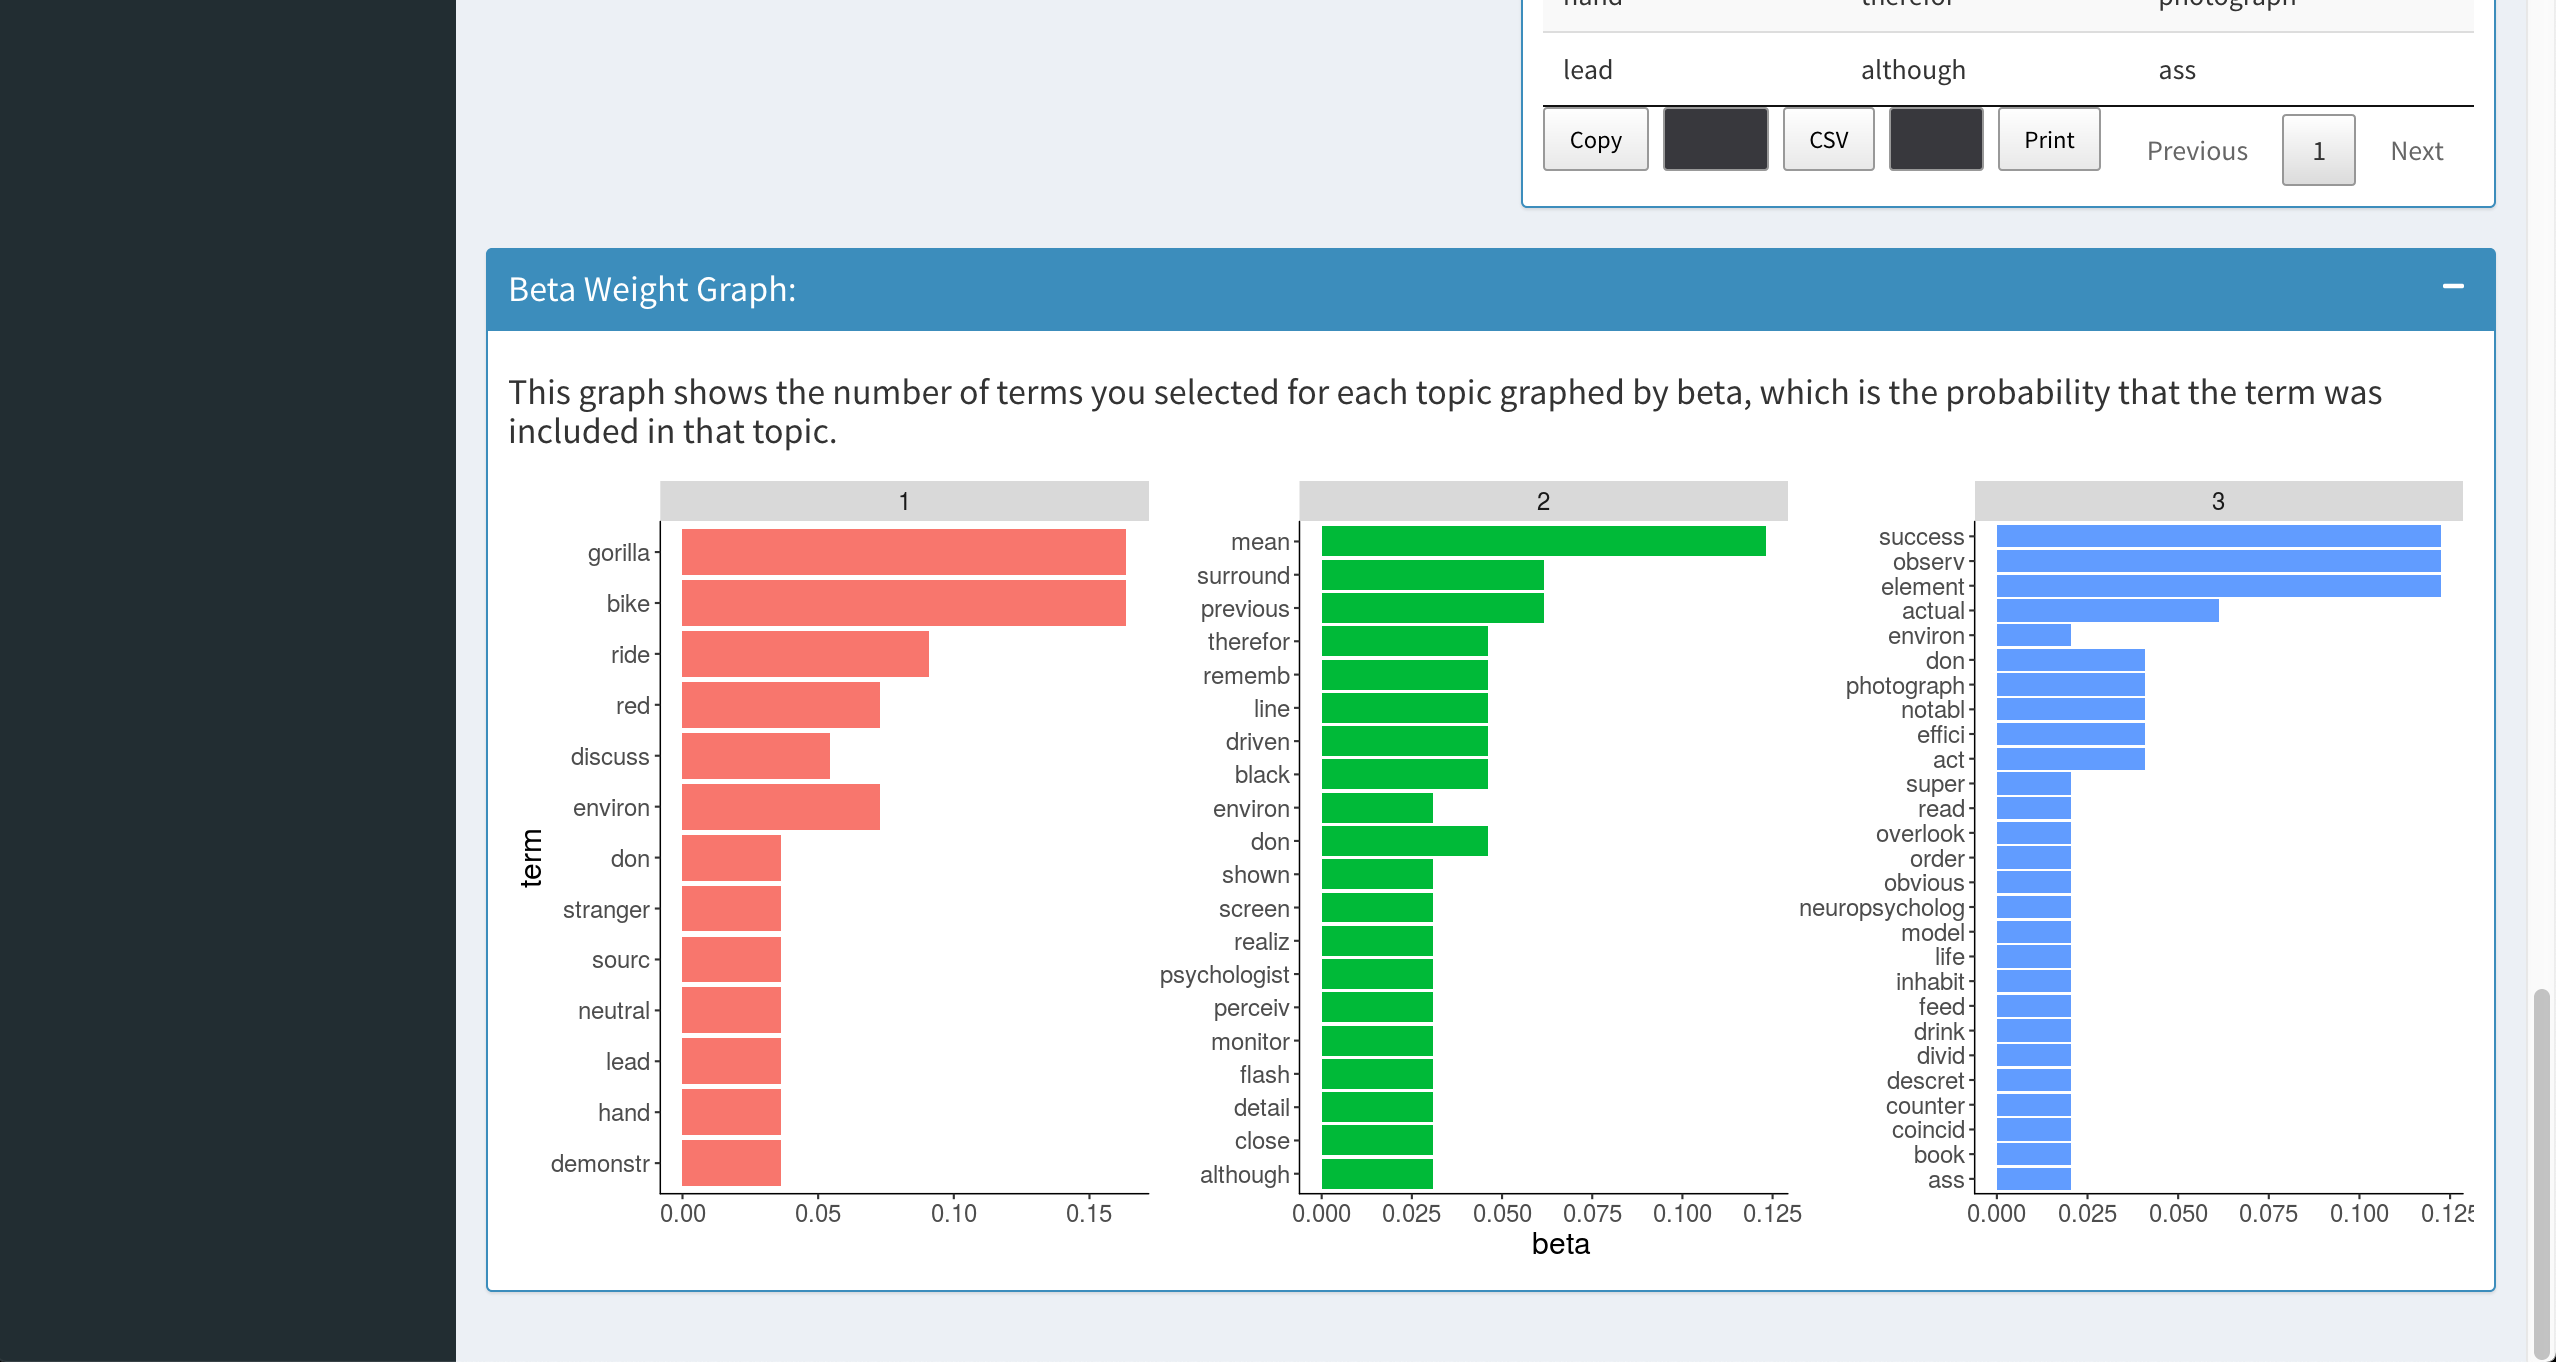 hand therefor photograph
lead although ass
Copy CSV Print Previous 1 Next
Beta Weight Graph:
This graph shows the number of terms you selected for each topic graphed by beta, which is the probability that the term was
included in that topic.
term
1
gorilla
bike
ride
red
discuss
environ
don
stranger
sourc
neutral
lead
hand
demonstr
0.00 0.05 0.10 0.15
2
mean
surround
previous
therefor
rememb
line
driven
black
environ
don
shown
screen
realiz
psychologist
perceiv
monitor
flash
detail
close
although
0.000 0.025 0.050 0.075 0.100 0.125
3
success
observ
element
actual
environ
don
photograph
notabl
effici
act
super
read
overlook
order
obvious
neuropsycholog
model
life
inhabit
feed
drink
divid
descret
counter
coincid
book
ass
0.000 0.025 0.050 0.075 0.100 0.125
beta